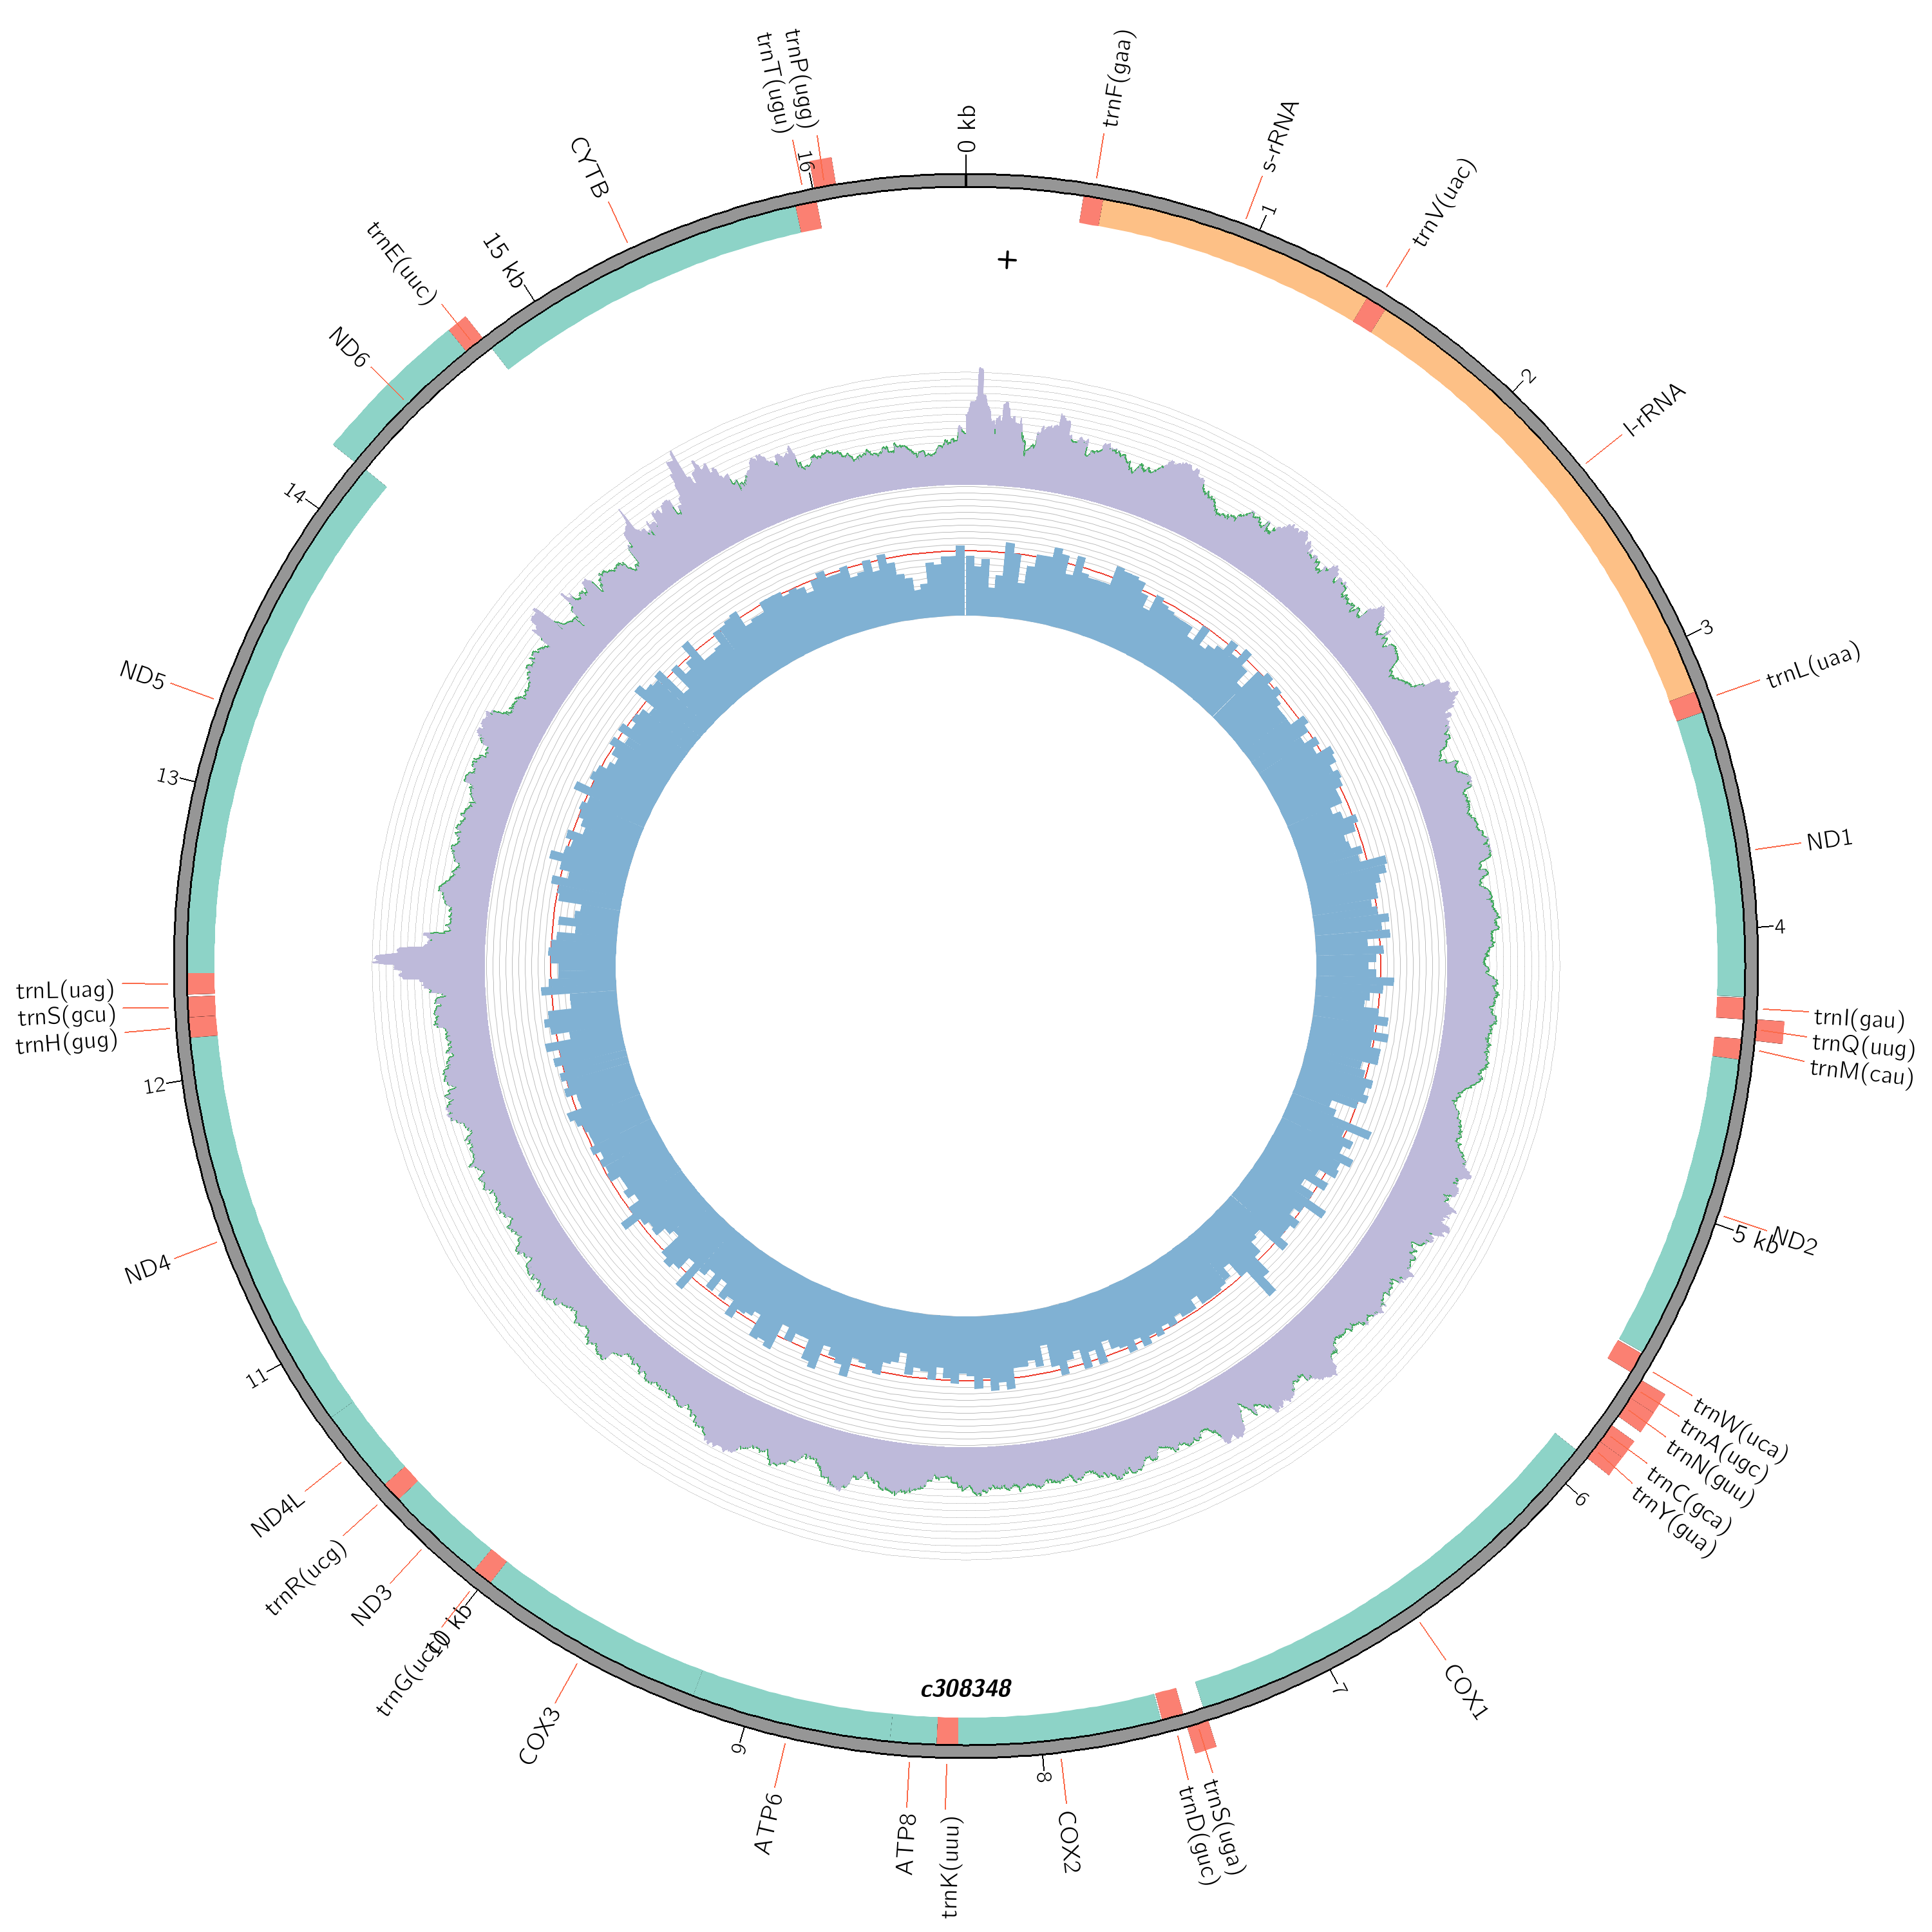 0 kb
trnF(gaa)
s-rRNA
1
trnV(uac)
2
l-rRNA
3
trnL(uaa)
ND1
4
trnI(gau)
trnQ(uug)
trnM(cau)
5 kb
ND2
trnW(uca)
trnA(ugc)
trnN(guu)
trnC(gca)
trnY(gua)
6
COX1
7
trnS(uga)
trnD(guc)
COX2
8
trnK(uuu)
ATP8
ATP6
9
COX3
10 kb
trnG(ucc)
ND3
trnR(ucg)
ND4L
11
ND4
12
trnH(gug)
trnS(gcu)
trnL(uag)
13
ND5
14
ND6
trnE(uuc)
15 kb
CYTB
16
trnT(ugu)
trnP(ugg)
+
c308348